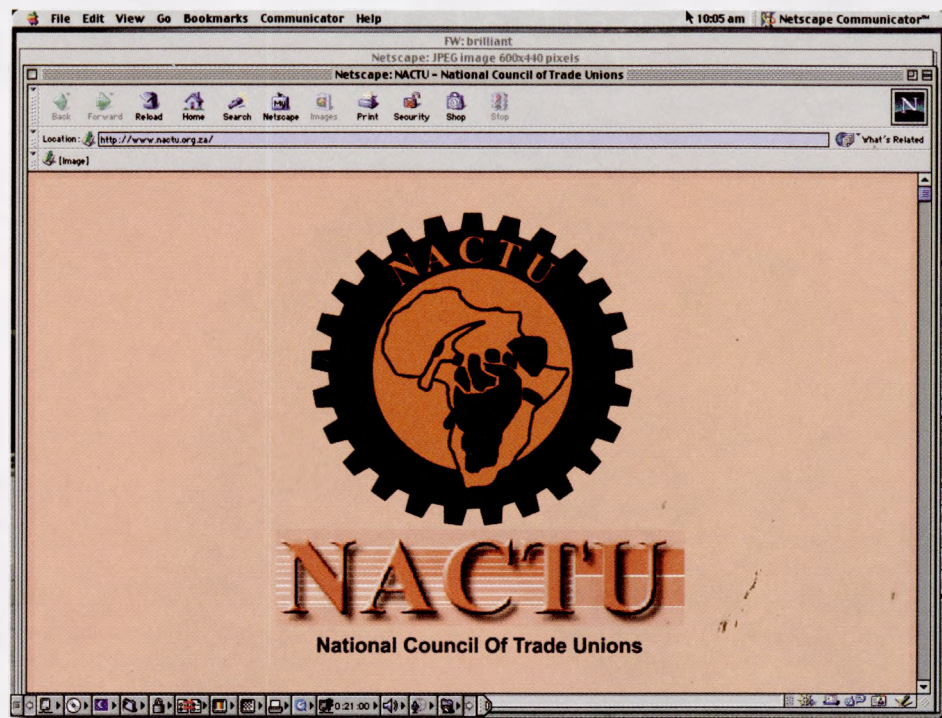 File Edit View Go Bookmarks Communicator Help 10:05 am Netscape Communicator™
FW: brilliant
Netscape: JPEG image 600x440 pixels
Netscape: NACTU - National Council of Trade Unions
N
Back Forward Reload Home Search Netscape Images Print Security Shop Stop
My
Location: http://www.nactu.org.za/ What's Related
[Image]
NACTU
NACTU
National Council Of Trade Unions
0:21:00